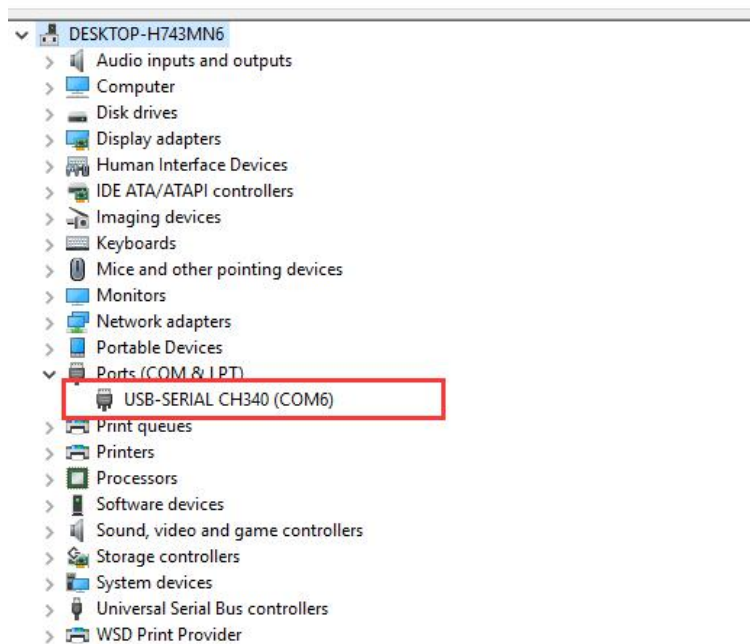 DESKTOP-H743MN6
Audio inputs and outputs
Computer
Disk drives
Display adapters
Human Interface Devices
IDE ATA/ATAPI controllers
Imaging devices
Keyboards
Mice and other pointing devices
Monitors
Network adapters
Portable Devices
Ports (COM & LPT)
USB-SERIAL CH340 (COM6)
Print queues
Printers
Processors
Software devices
Sound, video and game controllers
Storage controllers
System devices
Universal Serial Bus controllers
WSD Print Provider